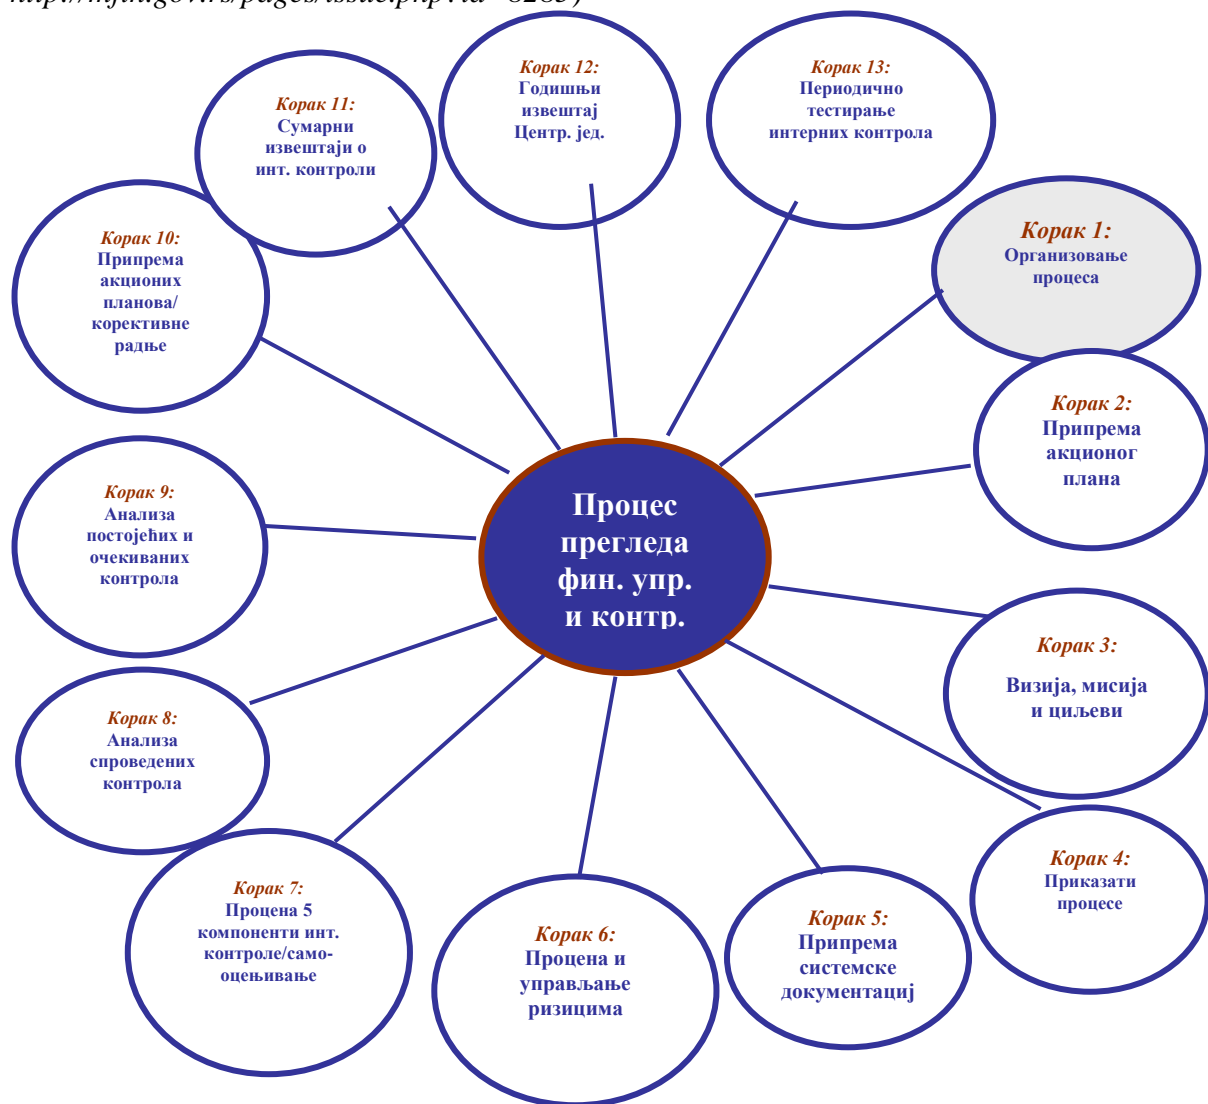 Корак 12:
Годишњи
извештај
Центр. јед.
Корак 13:
Периодично
тестирање
интерних контрола
Корак 11:
Сумарни
извештаји о
инт. контроли
Корак 1:
Организовање
процеса
Корак 10:
Припрема
акционих
планова/
корективне
радње
Корак 2:
Припрема
акционог
плана
Процес
прегледа
фин. упр.
и контр.
Корак 9:
Анализа
постојећих и
очекиваних
контрола
Корак 3:
Визија, мисија
и циљеви
Корак 8:
Анализа
спроведених
контрола
Корак 4:
Приказати
процесе
Корак 7:
Процена 5
компоненти инт.
контроле/само-
оцењивање
Корак 6:
Процена и
управљање
ризицима
Корак 5:
Припрема
системске
документациј